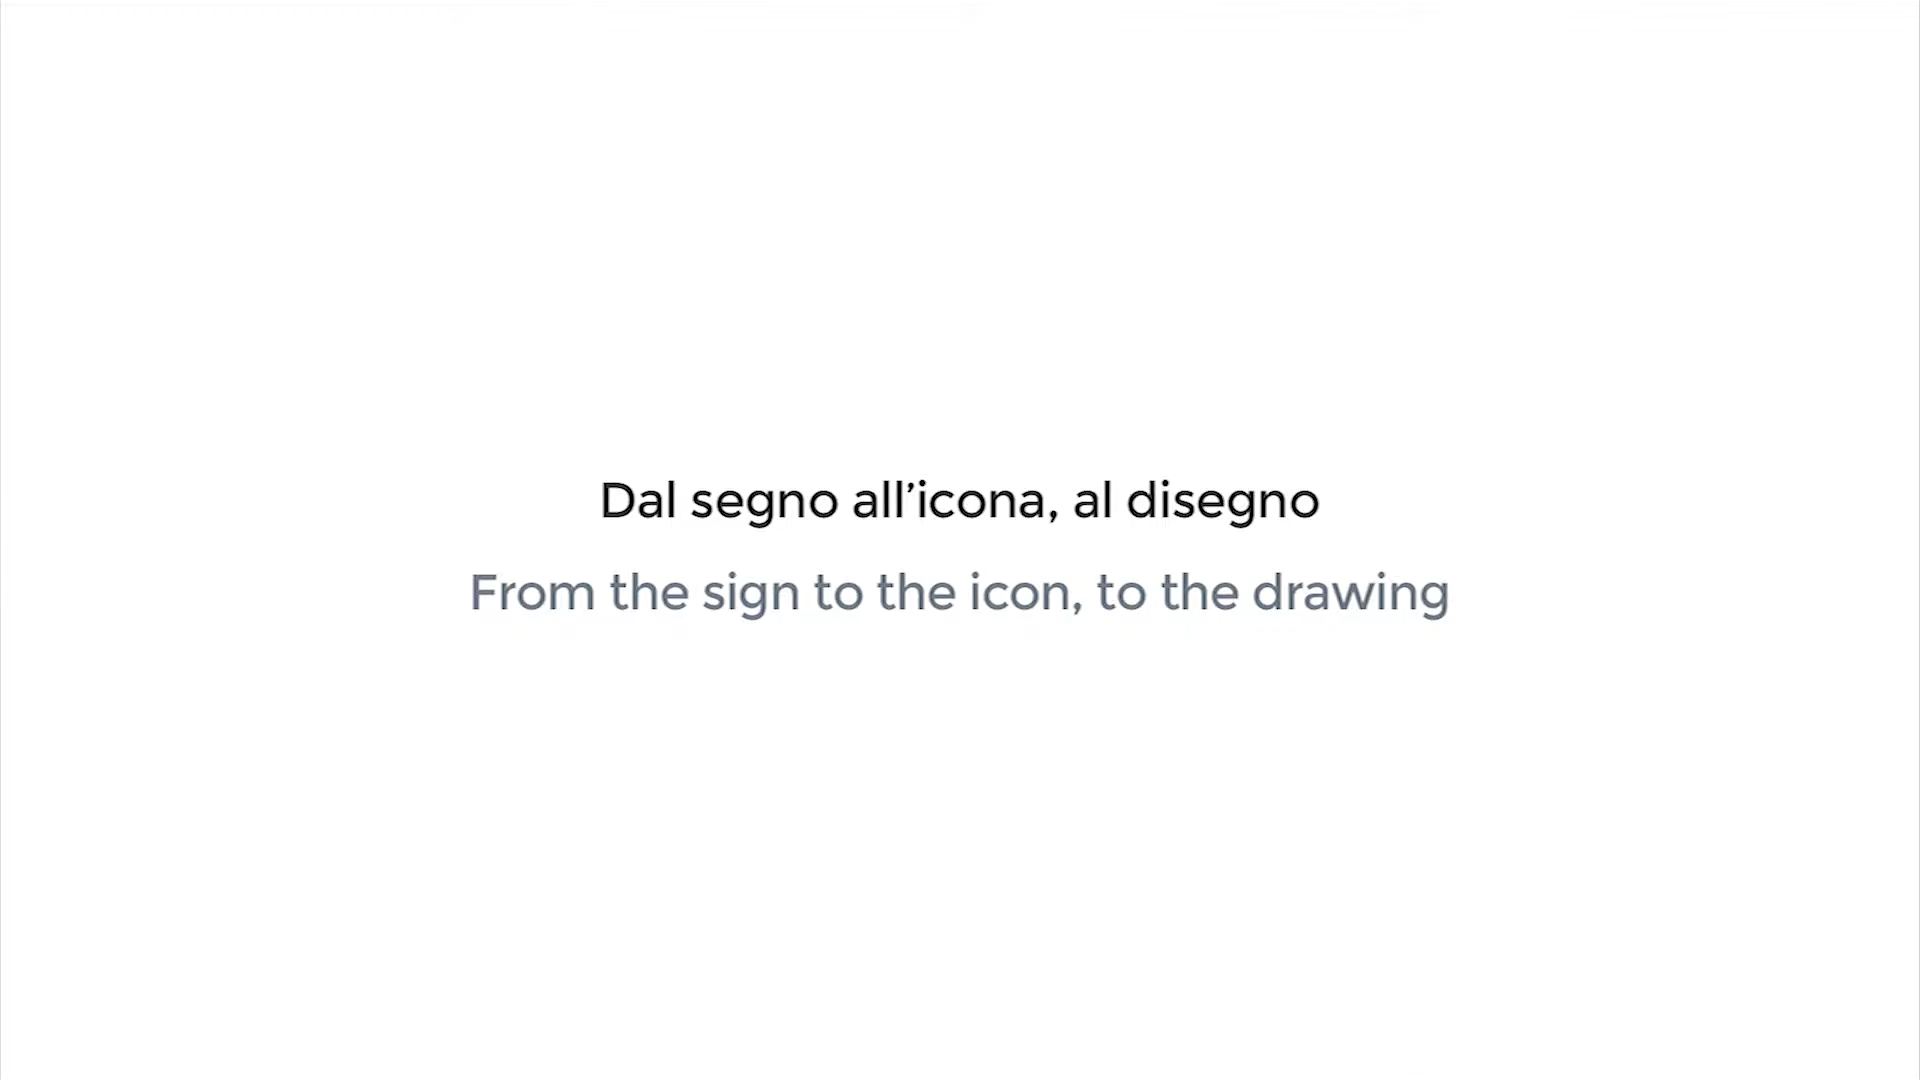 Dal segno all’icona, al disegno
From the sign to the icon, to the drawing